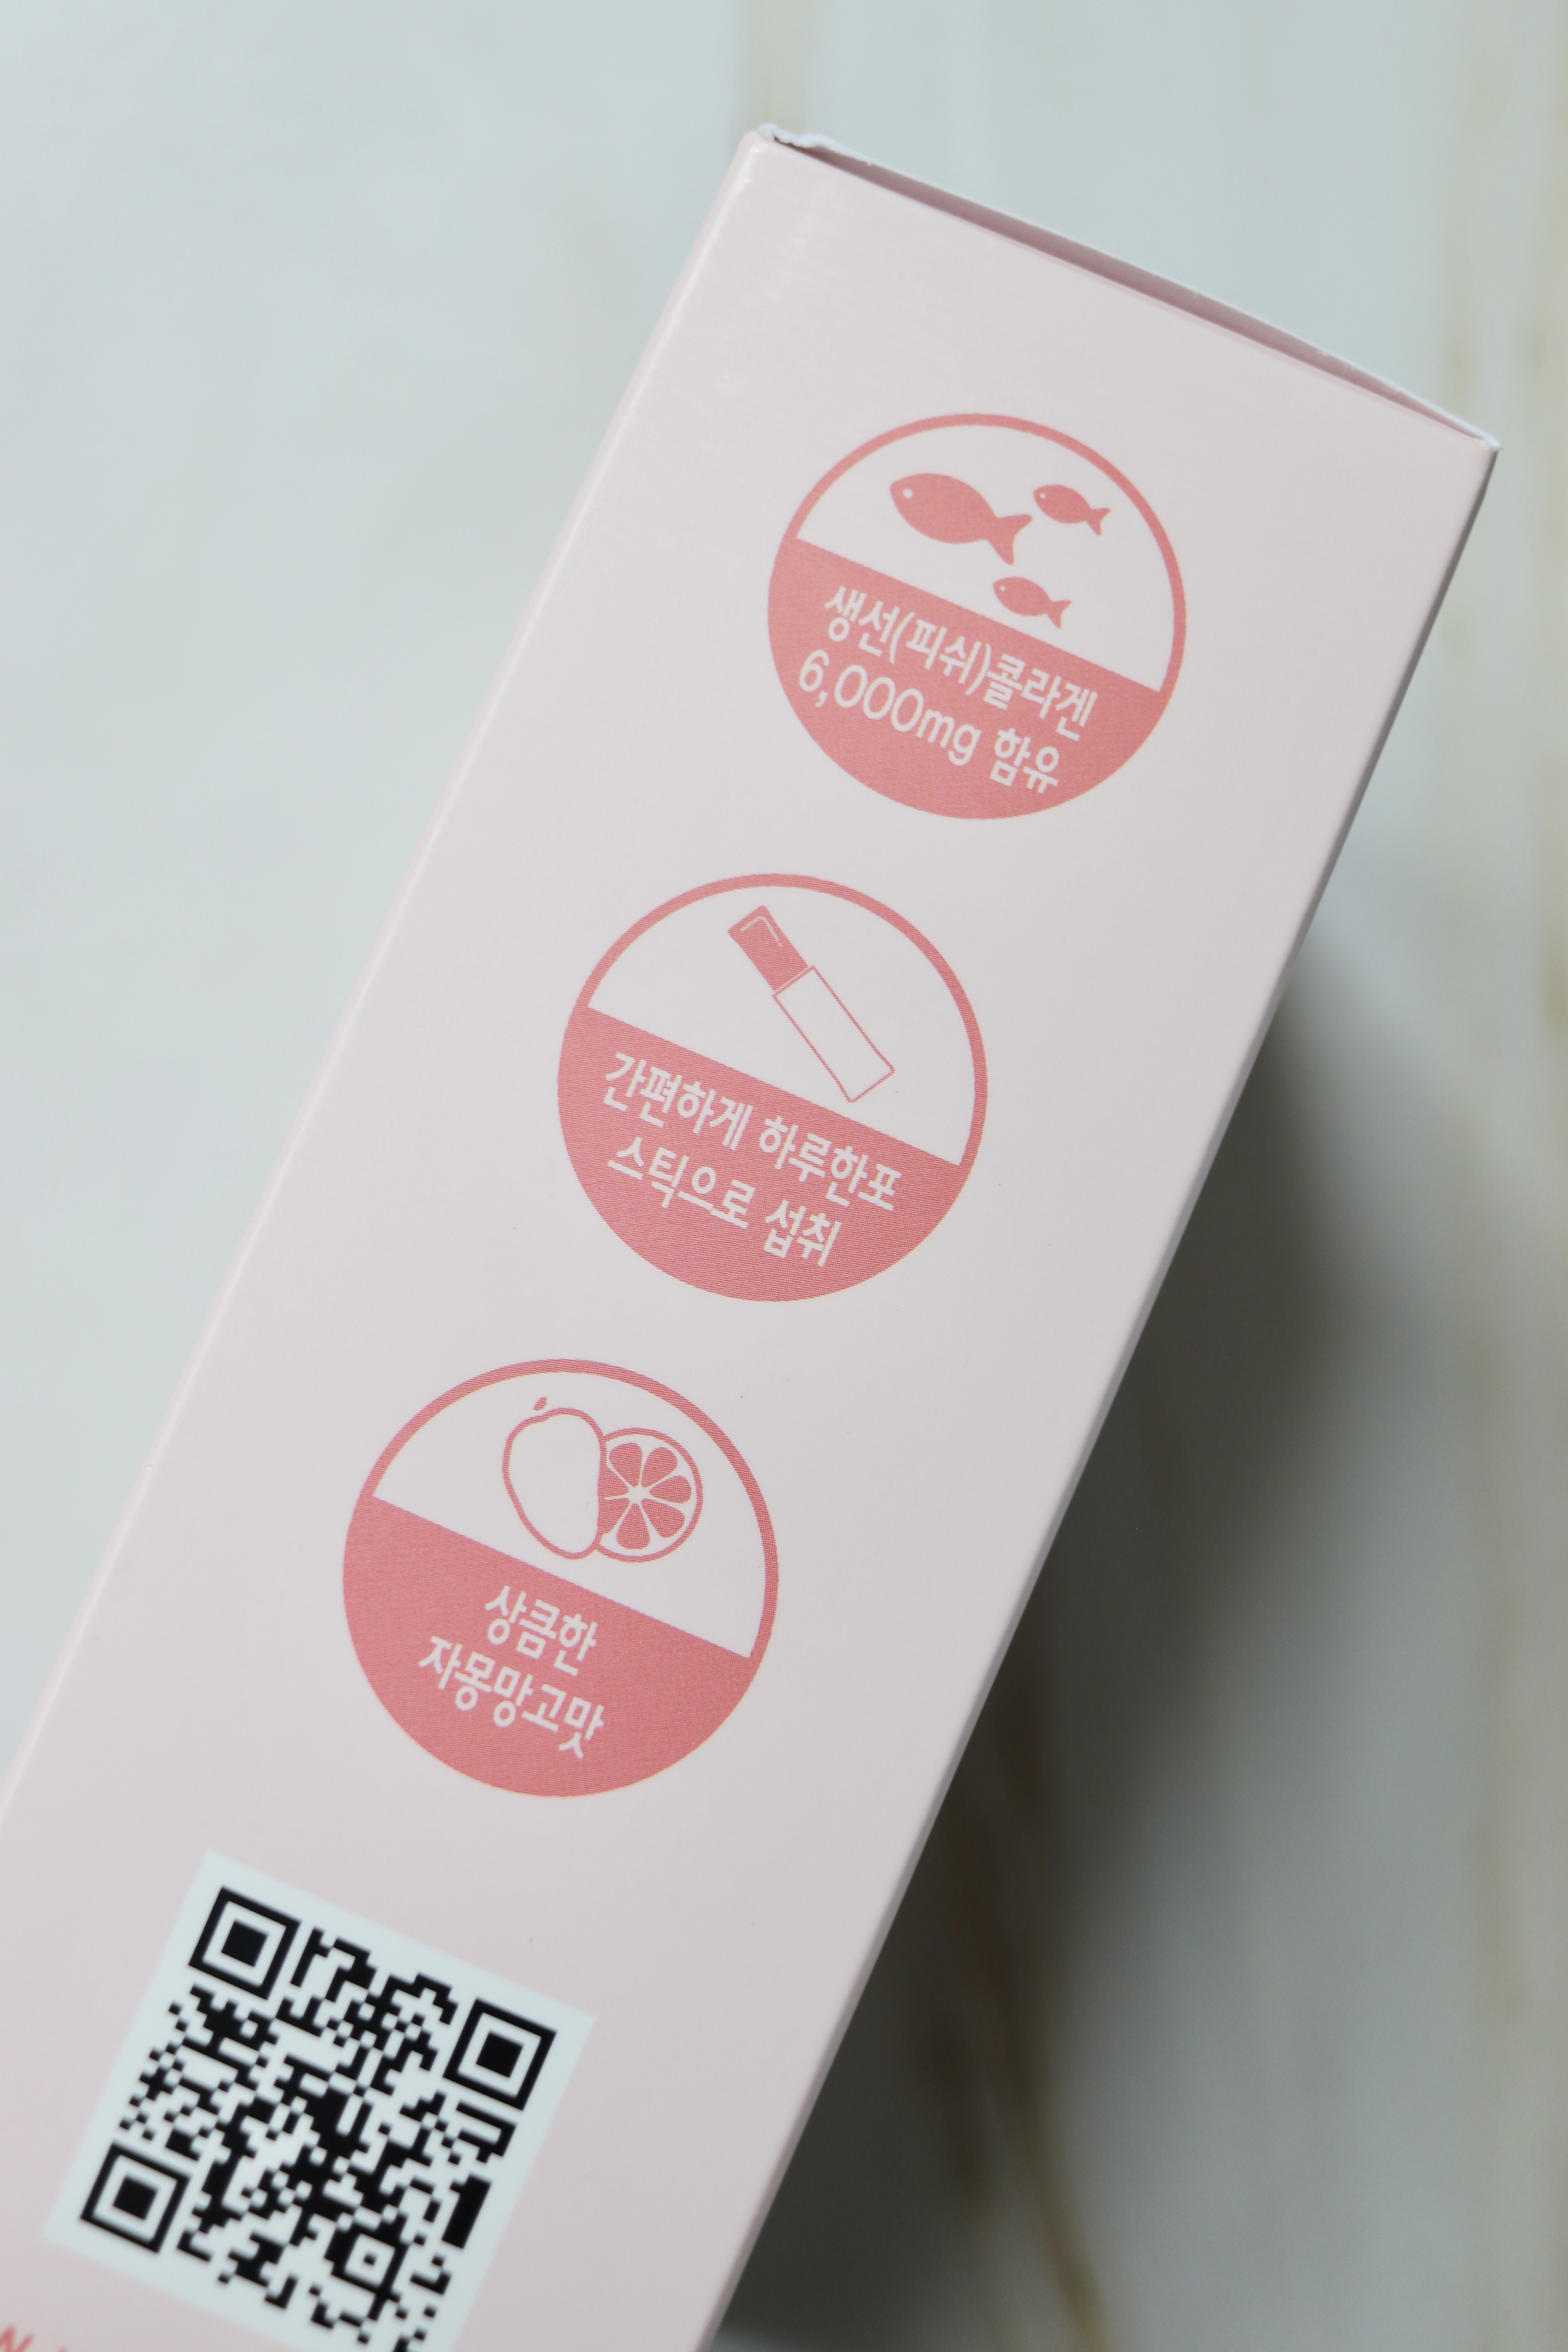 생선(피쉬)콜라겐
6,000mg 함유
간편하게 하루한포
스틱으로 섭취
상큼한
자몽망고맛